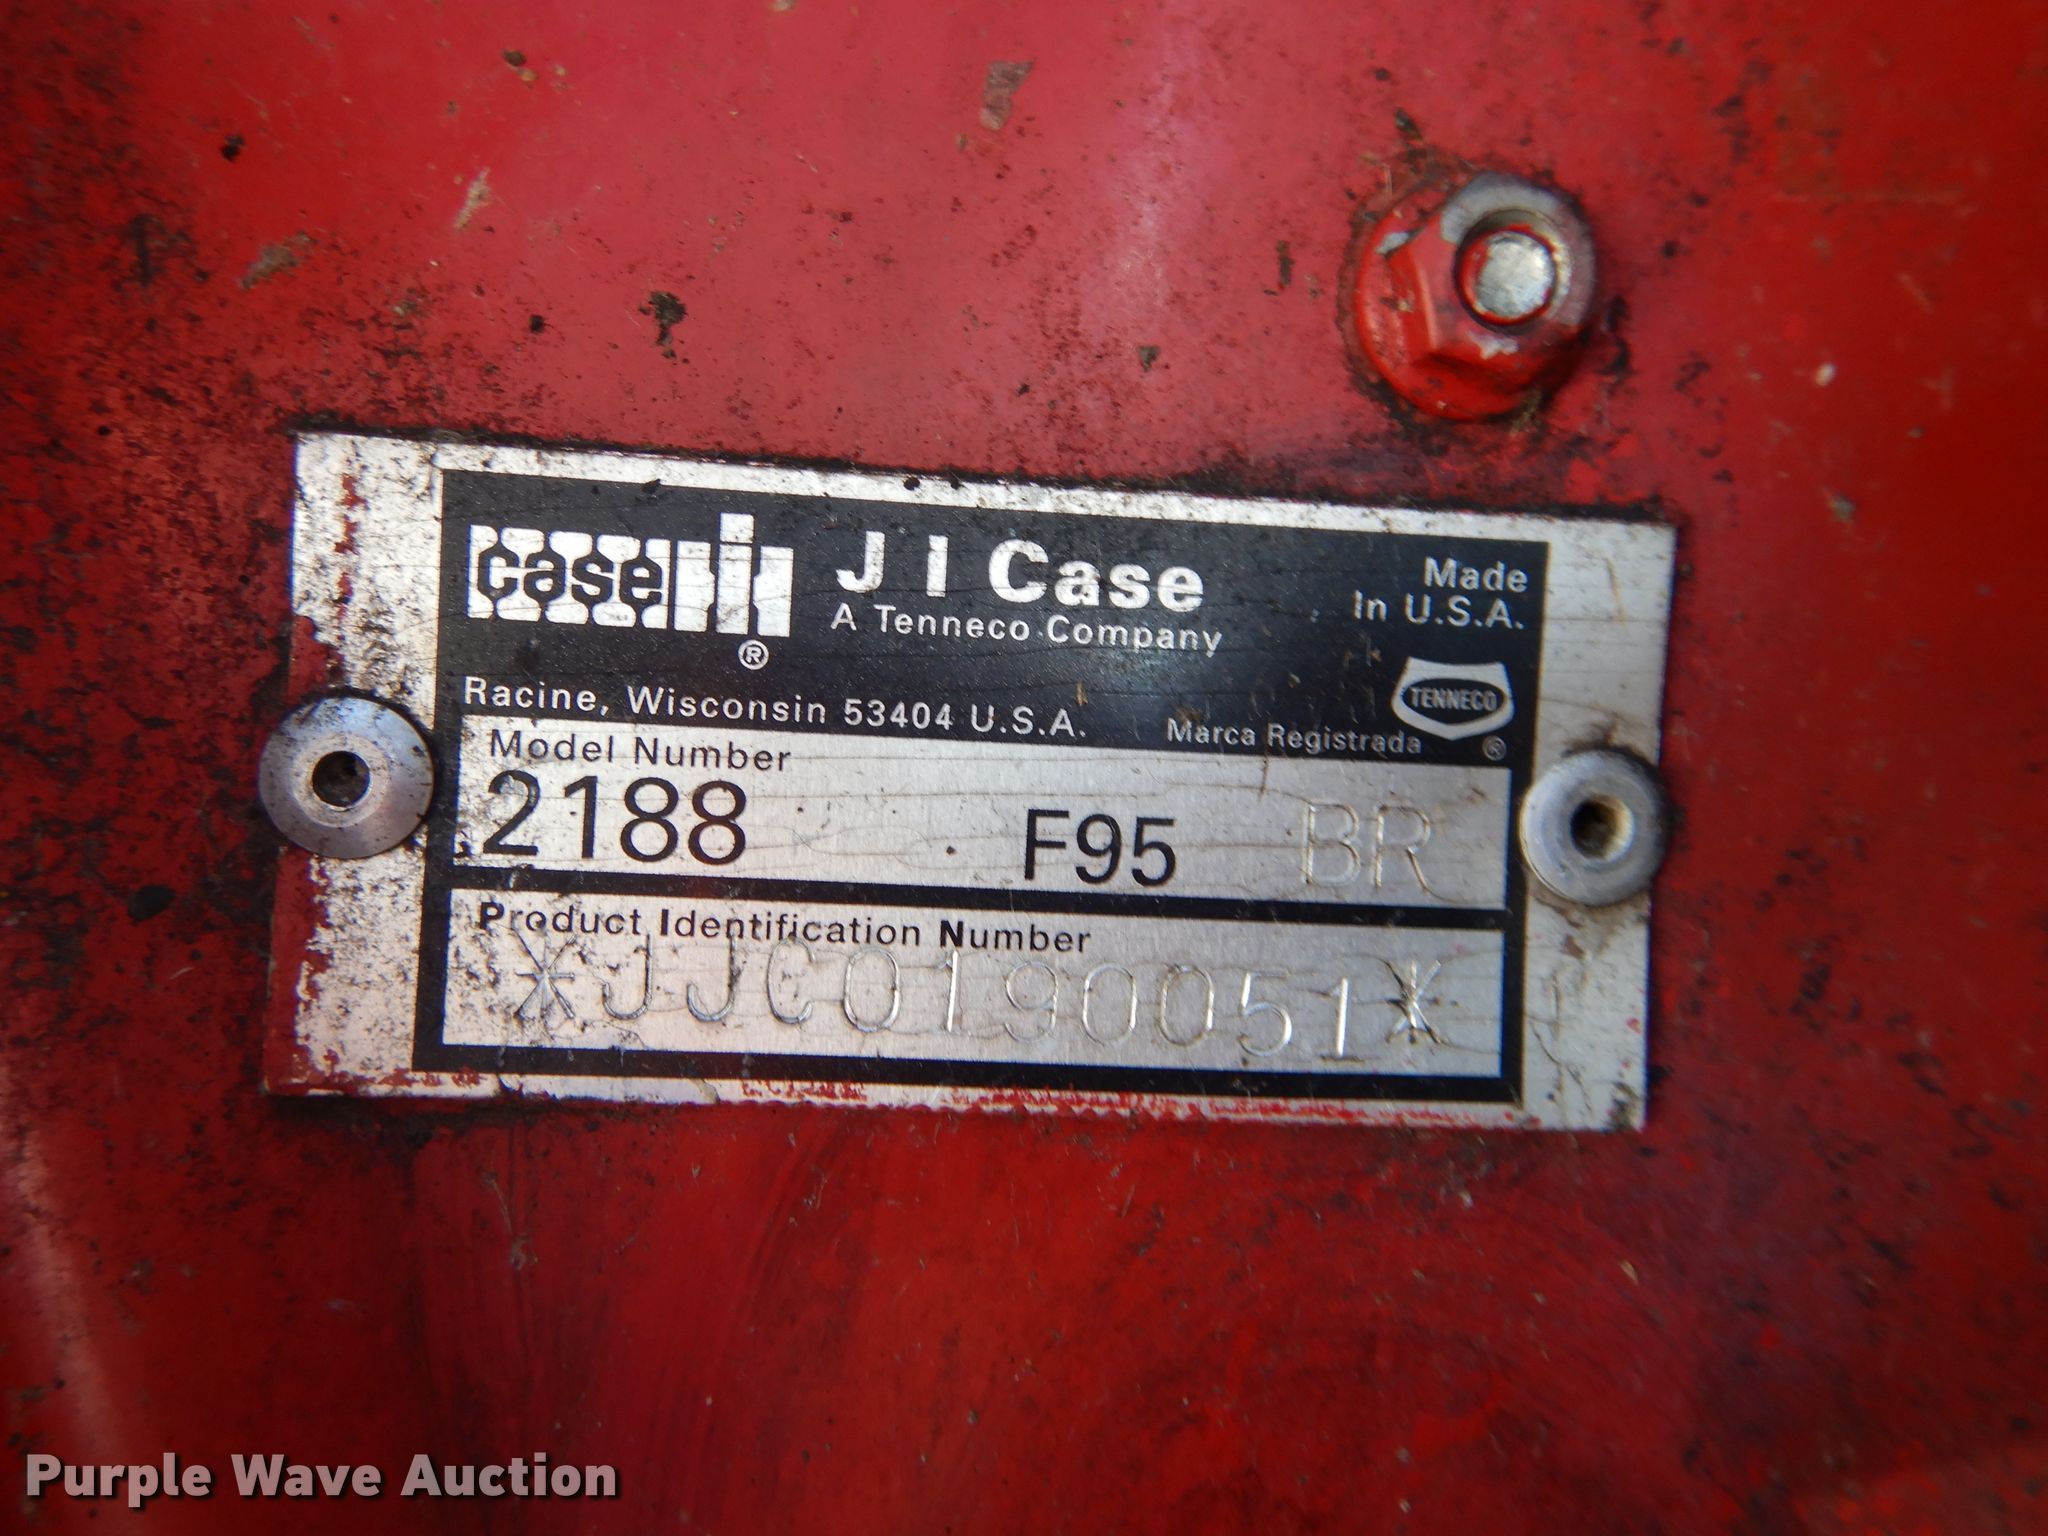 case IH ®
J I Case
A Tenneco Company
Made
In U.S.A.
Racine, Wisconsin 53404 U.S.A.
Marca Registrada
TENNECO ®
Model Number
2188 F95 BR
Product Identification Number
*JJC0190051*
Purple Wave Auction